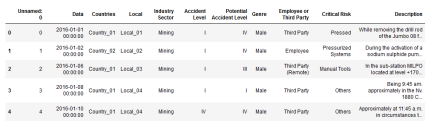 Unnamed: 0 Data Countries Local Industry Sector Accident Level Potential Accident Level Genre Employee or Third Party Critical Risk Description
0 0 2016-01-01 00:00:00 Country_01 Local_01 Mining I IV Male Third Party Pressed While removing the drill rod of the Jumbo 08 f...
1 1 2016-01-02 00:00:00 Country_02 Local_02 Mining I IV Male Employee Pressurized Systems During the activation of a sodium sulphide pum...
2 2 2016-01-06 00:00:00 Country_01 Local_03 Mining I III Male Third Party (Remote) Manual Tools In the sub-station MILPO located at level +170...
3 3 2016-01-08 00:00:00 Country_01 Local_04 Mining I I Male Third Party Others Being 9:45 am. approximately in the Nv. 1880 C...
4 4 2016-01-10 00:00:00 Country_01 Local_04 Mining IV IV Male Third Party Others Approximately at 11:45 a.m. in circumstances t...